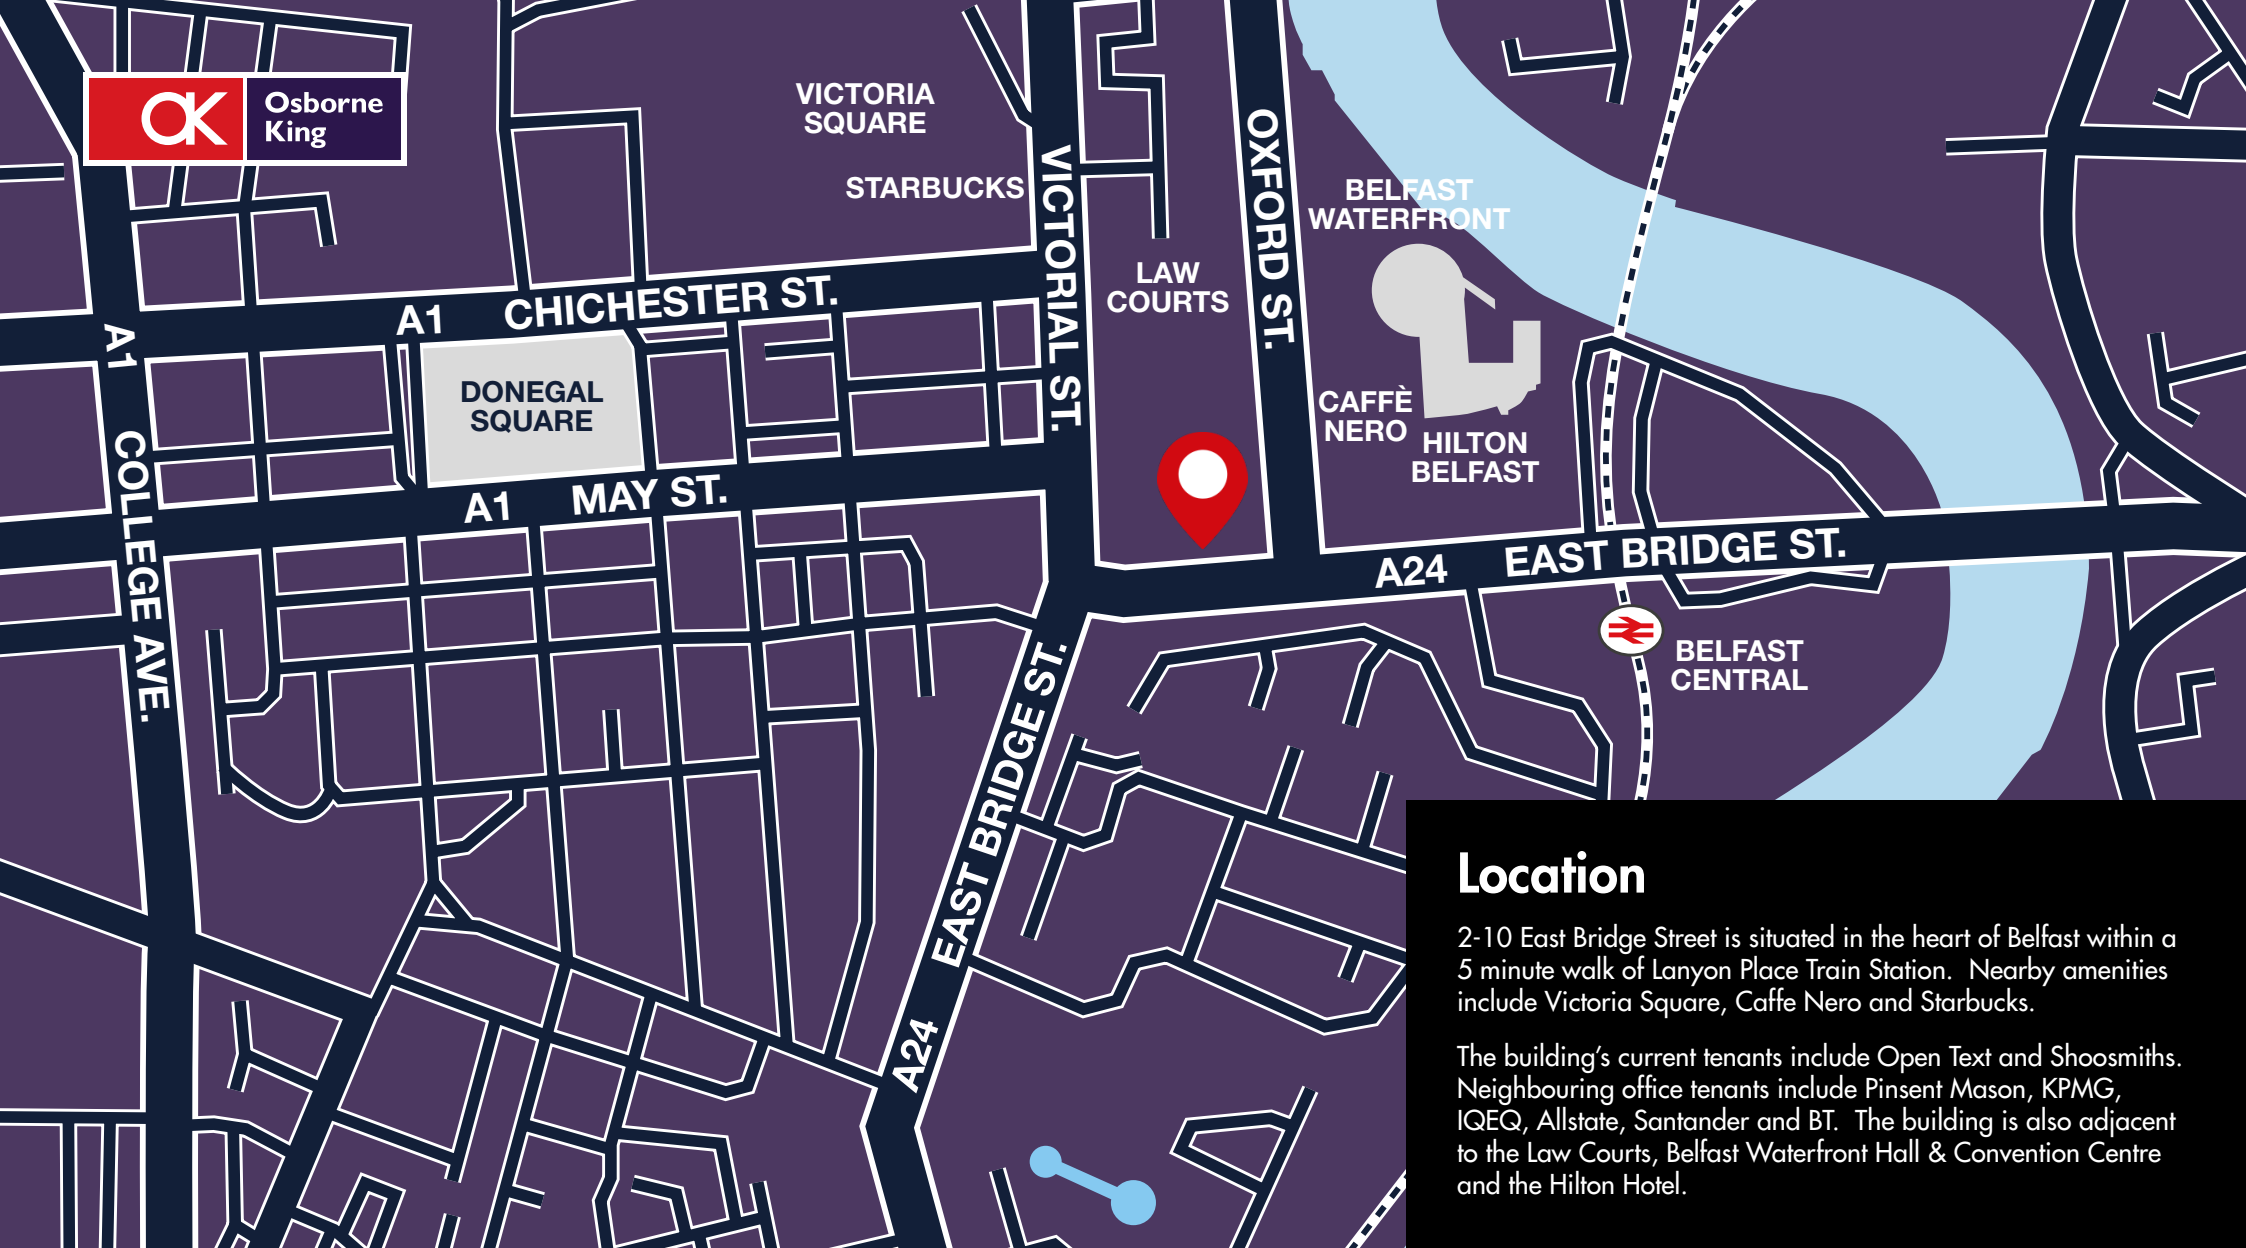 Osborne
King
VICTORIA
SQUARE
STARBUCKS
VICTORIAL ST.
OXFORD ST.
BELFAST
WATERFRONT
LAW
COURTS
A1
CHICHESTER ST.
A1
DONEGAL
SQUARE
CAFFÈ
NERO
HILTON
BELFAST
COLLEGE AVE.
A1
MAY ST.
A24
EAST BRIDGE ST.
BELFAST
CENTRAL
EAST BRIDGE ST.
A24
Location
2-10 East Bridge Street is situated in the heart of Belfast within a
5 minute walk of Lanyon Place Train Station.  Nearby amenities
include Victoria Square, Caffe Nero and Starbucks.
The building’s current tenants include Open Text and Shoosmiths.
Neighbouring office tenants include Pinsent Mason, KPMG,
IQEQ, Allstate, Santander and BT.  The building is also adjacent
to the Law Courts, Belfast Waterfront Hall & Convention Centre
and the Hilton Hotel.